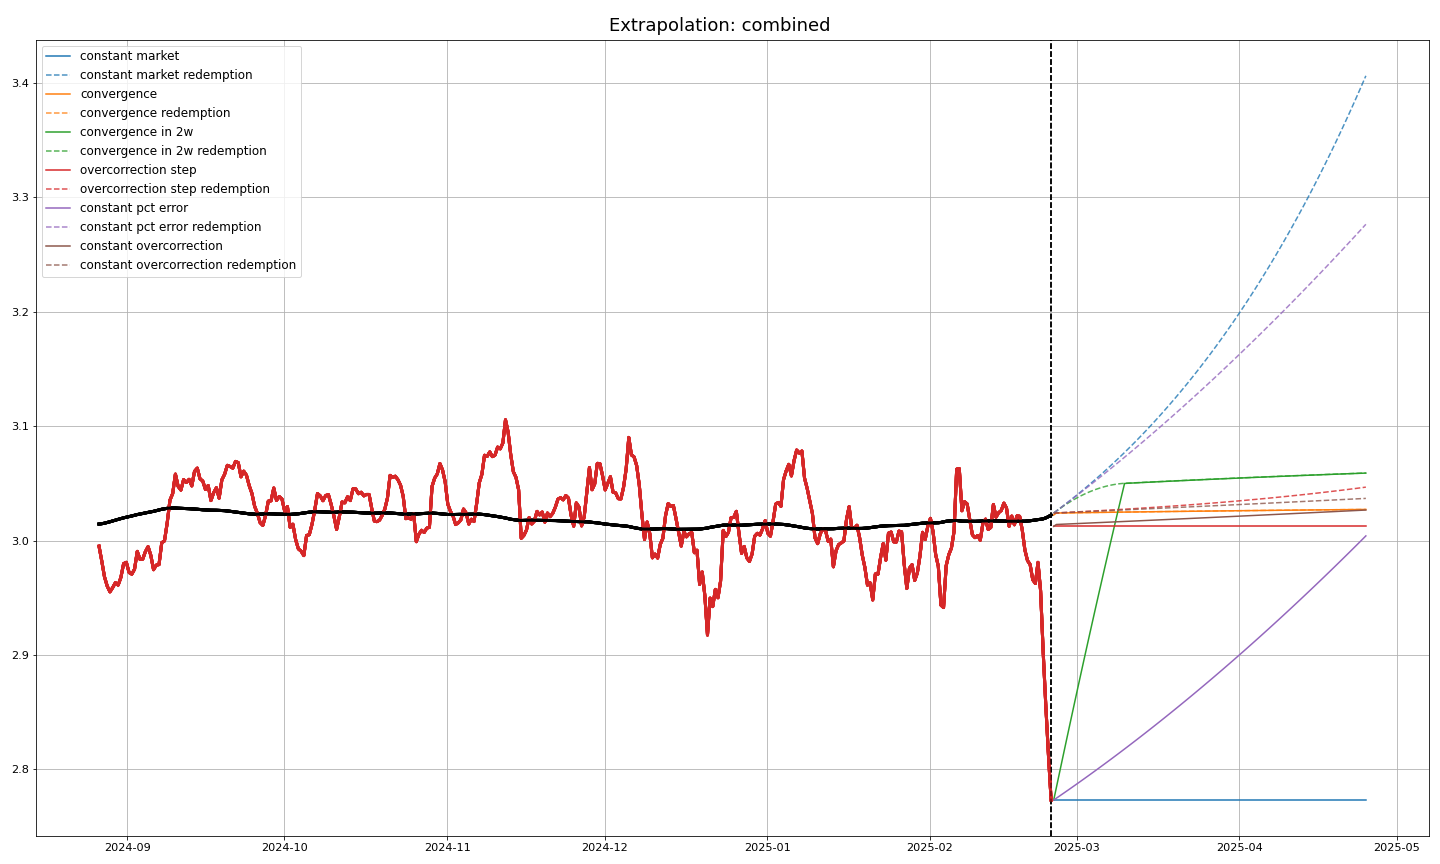 Extrapolation: combined
constant market
constant market redemption
convergence
convergence redemption
convergence in 2w
convergence in 2w redemption
overcorrection step
overcorrection step redemption
constant pct error
constant pct error redemption
constant overcorrection
constant overcorrection redemption
3.4
3.3
3.2
3.1
3.0
2.9
2.8
2024-09
2024-10
2024-11
2024-12
2025-01
2025-02
2025-03
2025-04
2025-05